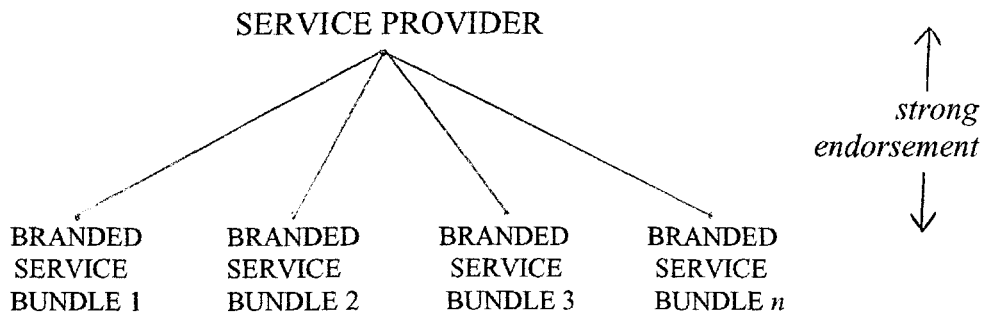 SERVICE PROVIDER
strong
endorsement
BRANDED
SERVICE
BUNDLE 1
BRANDED
SERVICE
BUNDLE 2
BRANDED
SERVICE
BUNDLE 3
BRANDED
SERVICE
BUNDLE n